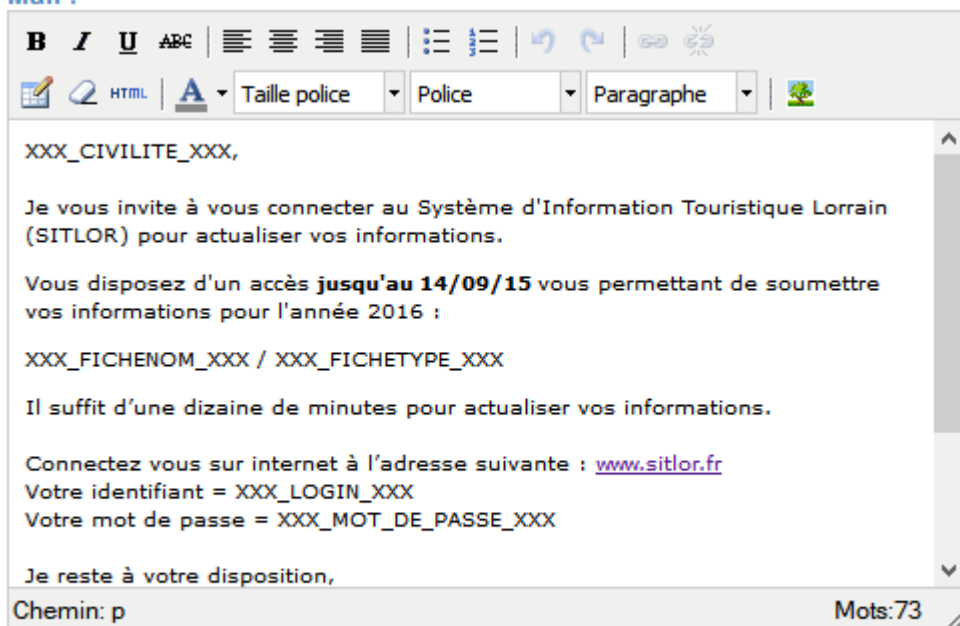 Mail :
B I U ABC
HTML A Taille police Police Paragraphe
XXX_CIVILITE_XXX,
Je vous invite à vous connecter au Système d'Information Touristique Lorrain
(SITLOR) pour actualiser vos informations.
Vous disposez d'un accès jusqu'au 14/09/15 vous permettant de soumettre
vos informations pour l'année 2016 :
XXX_FICHENOM_XXX / XXX_FICHETYPE_XXX
Il suffit d’une dizaine de minutes pour actualiser vos informations.
Connectez vous sur internet à l’adresse suivante : www.sitlor.fr
Votre identifiant = XXX_LOGIN_XXX
Votre mot de passe = XXX_MOT_DE_PASSE_XXX
Je reste à votre disposition,
Chemin: p Mots:73